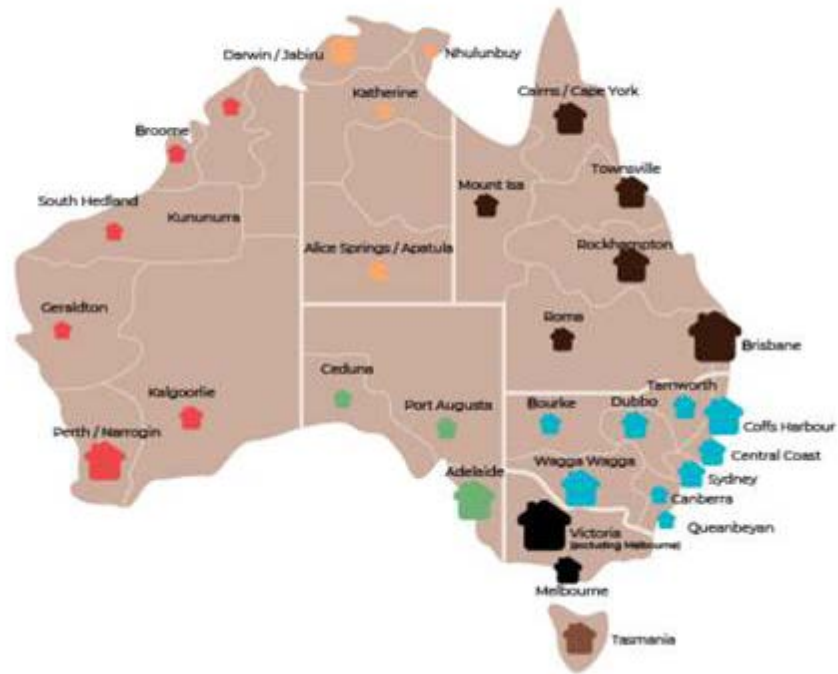 Darwin / Jabiru
Nhulunbuy
Katherine
Cairns / Cape York
Broome
Townsville
Mount Isa
South Hedland
Kununurra
Alice Springs / Apatula
Rockhampton
Geraldton
Roma
Brisbane
Ceduna
Tamworth
Kalgoorlie
Port Augusta
Bourke
Dubbo
Coffs Harbour
Perth / Narrogin
Central Coast
Adelaide
Wagga Wagga
Sydney
Canberra
Queanbeyan
Victoria
(excluding Melbourne)
Melbourne
Tasmania